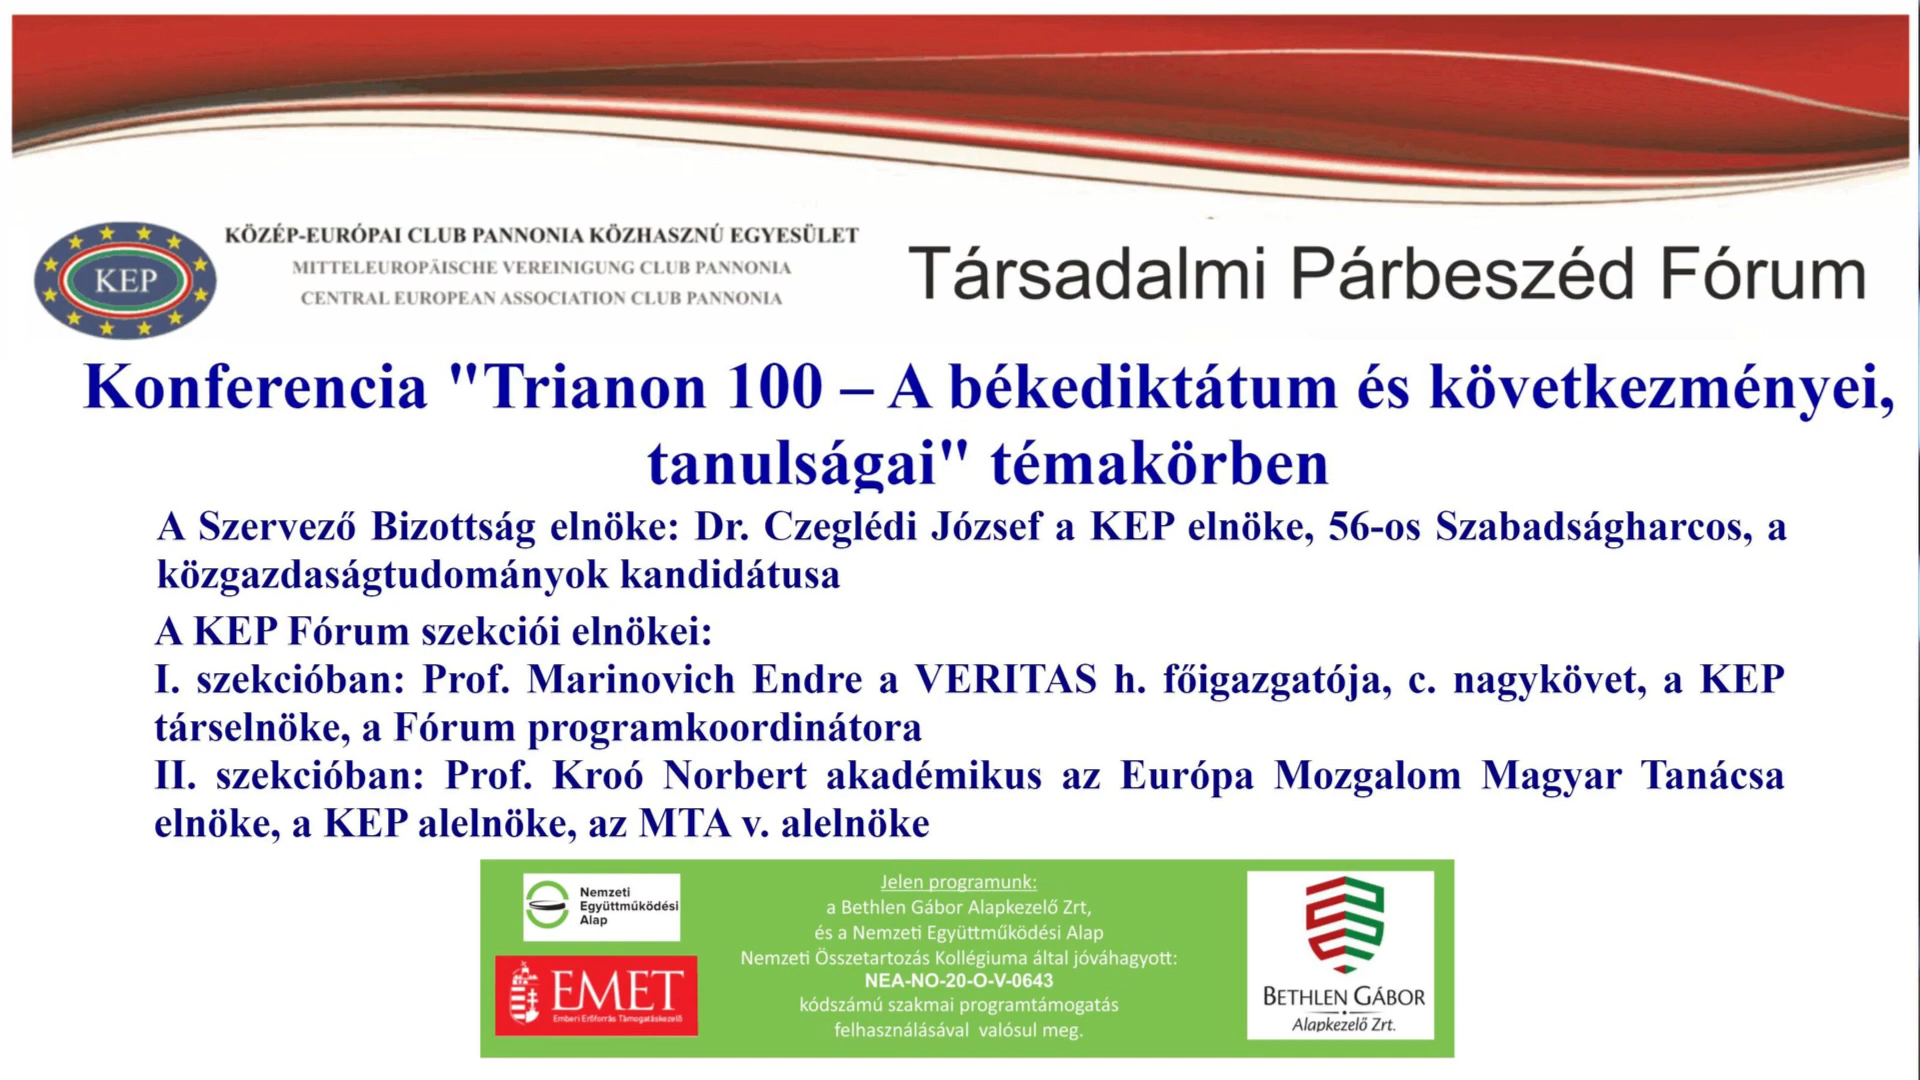 KEP
KÖZÉP-EURÓPAI CLUB PANNONIA KÖZHASZNÚ EGYESÜLET
MITTELEUROPÄISCHE VEREINIGUNG CLUB PANNONIA
CENTRAL EUROPEAN ASSOCIATION CLUB PANNONIA
Társadalmi Párbeszéd Fórum
Konferencia "Trianon 100 – A békediktátum és következményei,
tanulságai" témakörben
A Szervező Bizottság elnöke: Dr. Czeglédi József a KEP elnöke, 56-os Szabadságharcos, a
közgazdaságtudományok kandidátusa
A KEP Fórum szekciói elnökei:
I. szekcióban: Prof. Marinovich Endre a VERITAS h. főigazgatója, c. nagykövet, a KEP
társelnöke, a Fórum programkoordinátora
II. szekcióban: Prof. Kroó Norbert akadémikus az Európa Mozgalom Magyar Tanácsa
elnöke, a KEP alelnöke, az MTA v. alelnöke
Nemzeti
Együttműködési
Alap
EMET
Emberi Erőforrás Támogatáskezelő
Jelen programunk:
a Bethlen Gábor Alapkezelő Zrt,
és a Nemzeti Együttműködési Alap
Nemzeti Összetartozás Kollégiuma által jóváhagyott:
NEA-NO-20-O-V-0643
kódszámú szakmai programtámogatás
felhasználásával valósul meg.
BETHLEN GÁBOR
Alapkezelő Zrt.